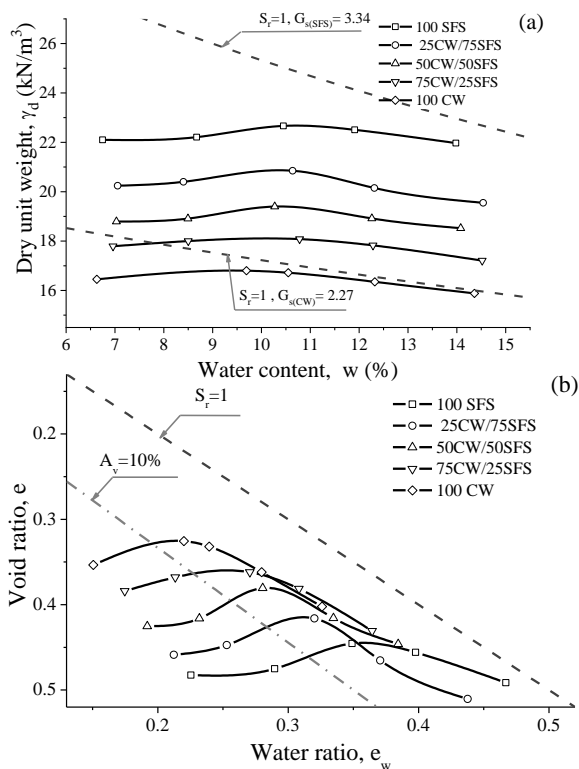 (a)
S_r=1, G_s(SFS)= 3.34
100 SFS
25CW/75SFS
50CW/50SFS
75CW/25SFS
100 CW
26
24
22
20
18
16
Dry unit weight, γ_d (kN/m³)
S_r=1 , G_s(CW)= 2.27
6 7 8 9 10 11 12 13 14 15
Water content, w (%)
(b)
S_r=1
A_v=10%
100 SFS
25CW/75SFS
50CW/50SFS
75CW/25SFS
100 CW
0.2
0.3
0.4
0.5
Void ratio, e
0.2 0.3 0.4 0.5
Water ratio, e_w